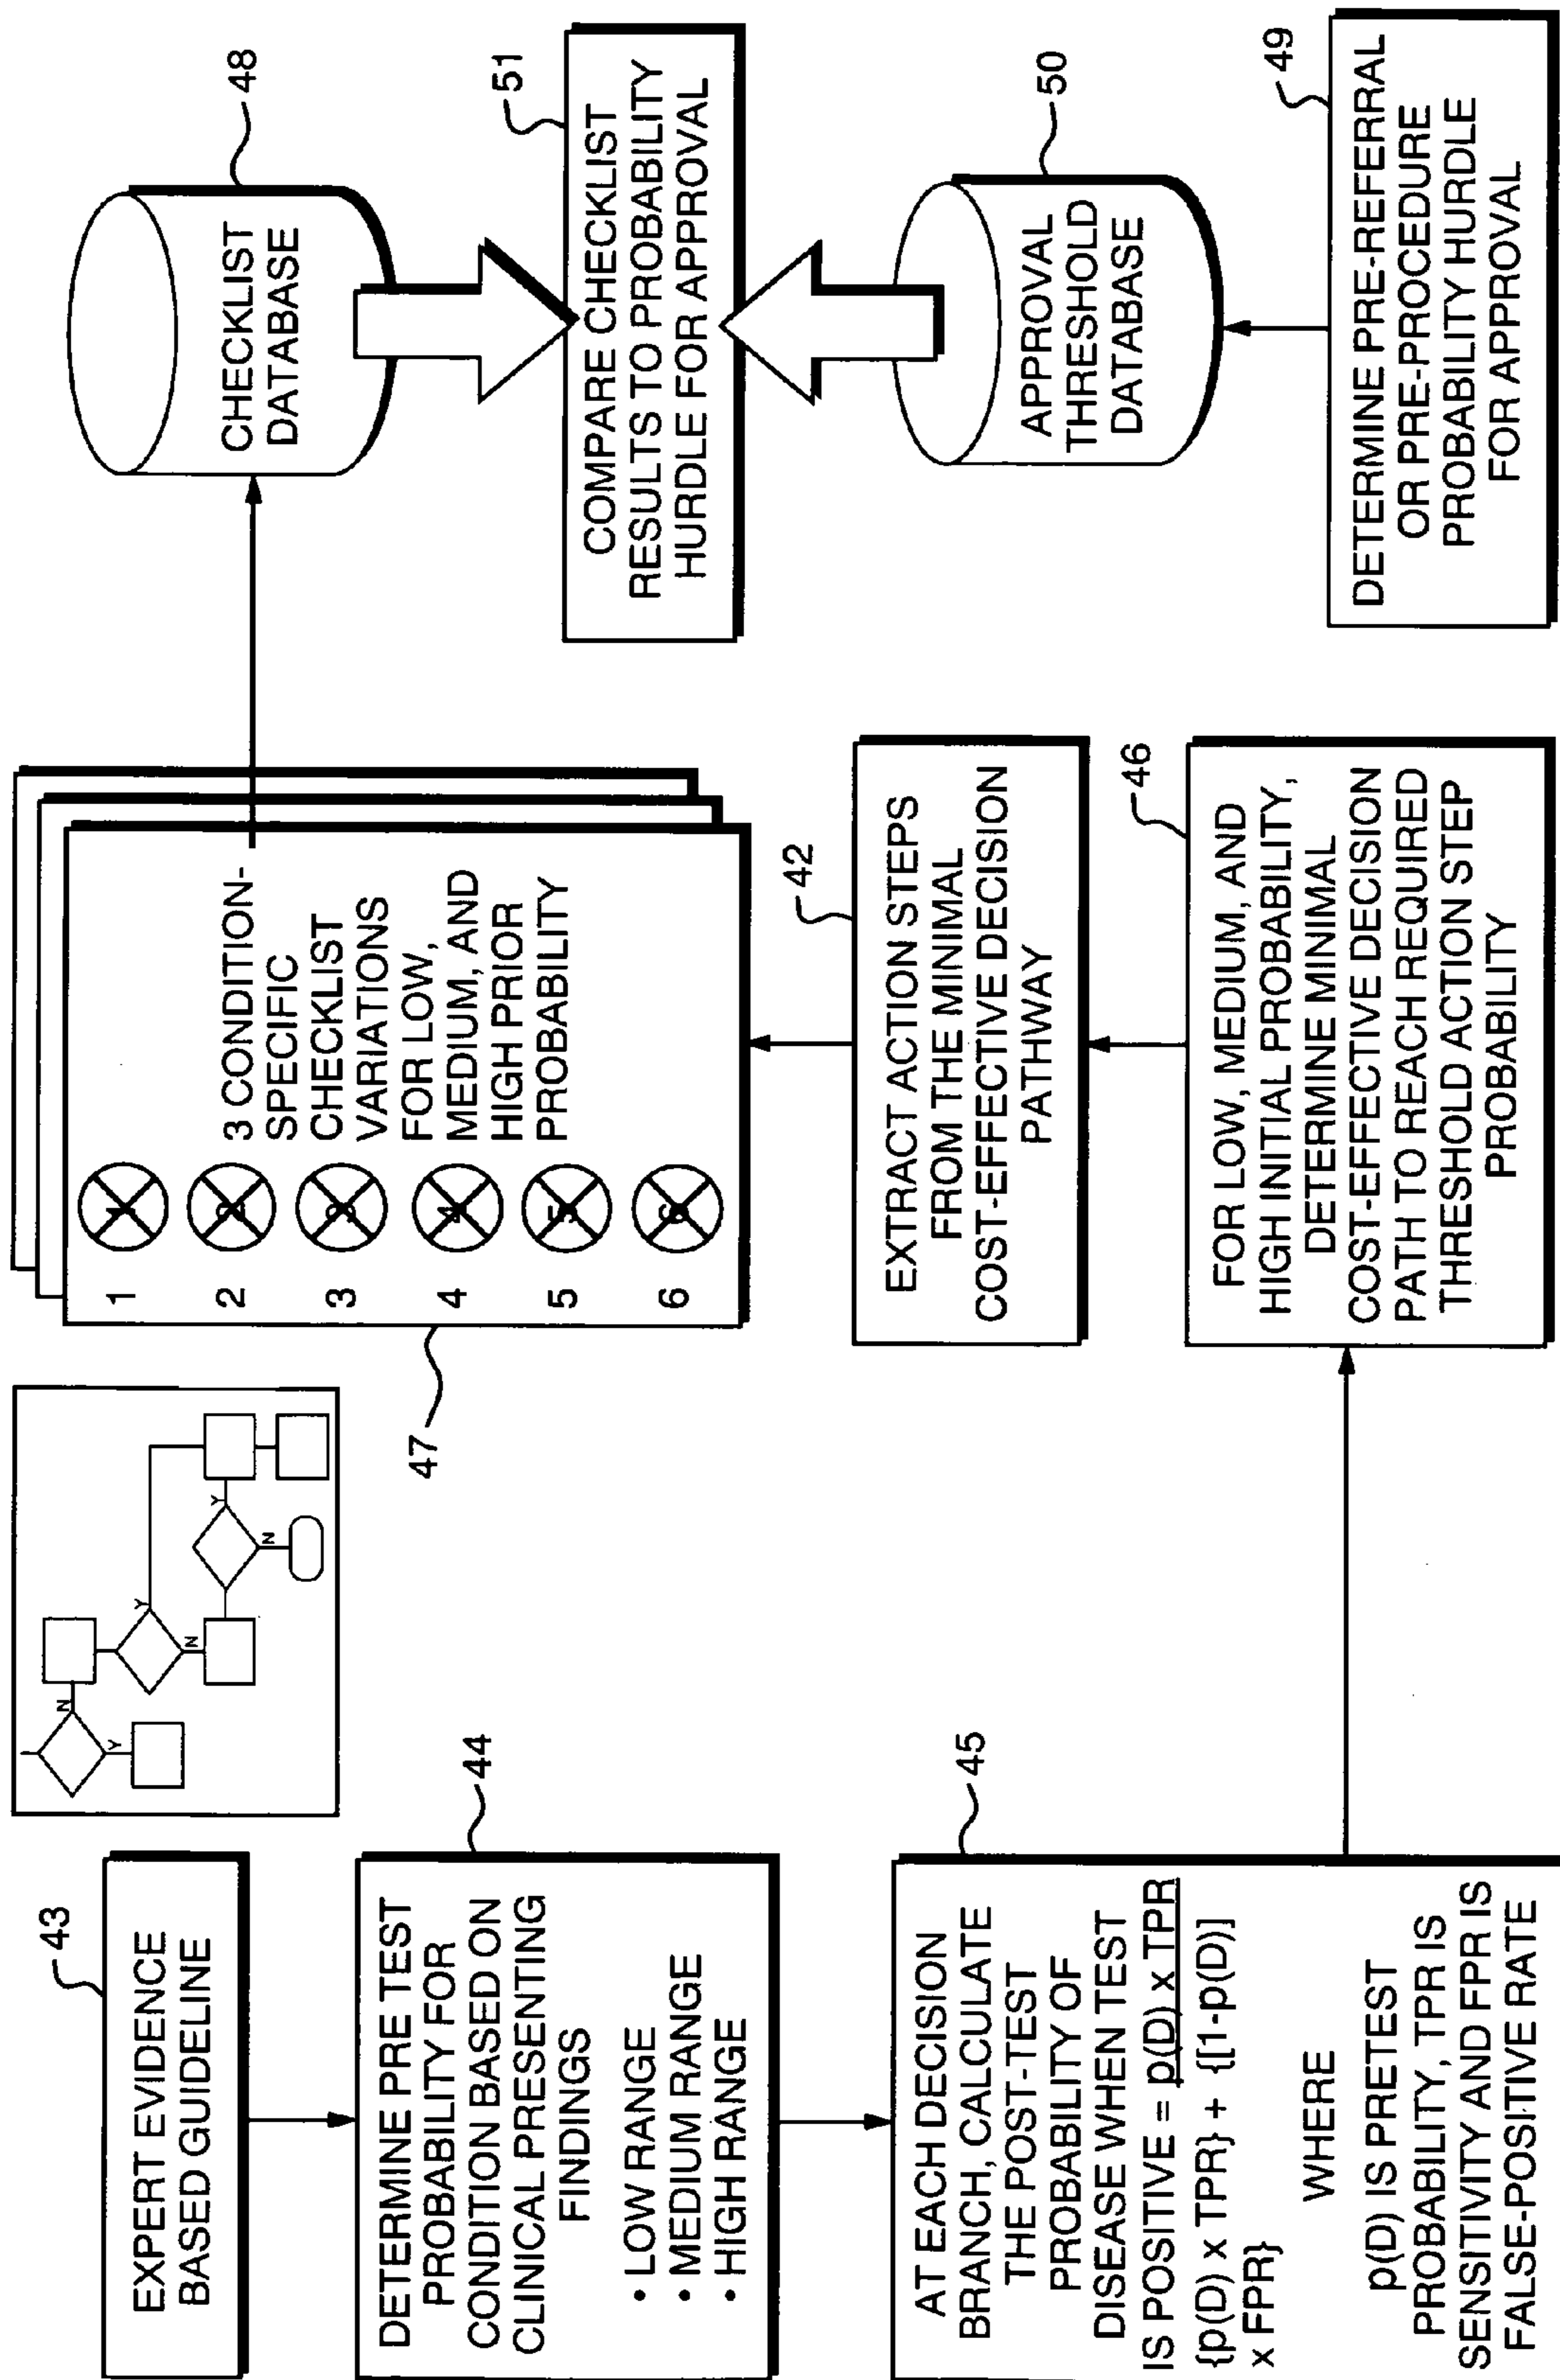 43
EXPERT EVIDENCE
BASED GUIDELINE
44
DETERMINE PRE TEST
PROBABILITY FOR
CONDITION BASED ON
CLINICAL PRESENTING
FINDINGS
• LOW RANGE
• MEDIUM RANGE
• HIGH RANGE
45
AT EACH DECISION
BRANCH, CALCULATE
THE POST-TEST
PROBABILITY OF
DISEASE WHEN TEST
IS POSITIVE = p(D) x TPR
{p(D) x TPR} + {[1-p(D)]
x FPR}
WHERE
p(D) IS PRETEST
PROBABILITY, TPR IS
SENSITIVITY AND FPR IS
FALSE-POSITIVE RATE
Y
N
Y
N
Y
N
47
1 1
2 2
3 3
4 4
5 5
6 6
3 CONDITION-
SPECIFIC
CHECKLIST
VARIATIONS
FOR LOW,
MEDIUM, AND
HIGH PRIOR
PROBABILITY
42
EXTRACT ACTION STEPS
FROM THE MINIMAL
COST-EFFECTIVE DECISION
PATHWAY
46
FOR LOW, MEDIUM, AND
HIGH INITIAL PROBABILITY,
DETERMINE MINIMAL
COST-EFFECTIVE DECISION
PATH TO REACH REQUIRED
THRESHOLD ACTION STEP
PROBABILITY
48
CHECKLIST
DATABASE
51
COMPARE CHECKLIST
RESULTS TO PROBABILITY
HURDLE FOR APPROVAL
50
APPROVAL
THRESHOLD
DATABASE
49
DETERMINE PRE-REFERRAL
OR PRE-PROCEDURE
PROBABILITY HURDLE
FOR APPROVAL